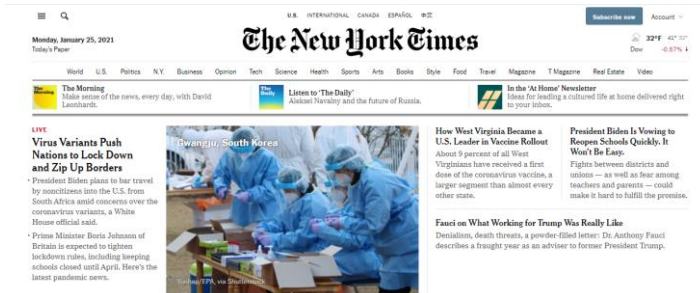 U.S. INTERNATIONAL CANADA ESPAÑOL 中文
Subscribe now Account
Monday, January 25, 2021
Today's Paper
The New York Times
32°F 41° 32°
Dow -0.67%
World U.S. Politics N.Y. Business Opinion Tech Science Health Sports Arts Books Style Food Travel Magazine T Magazine Real Estate Video
The Morning
The Morning
Make sense of the news, every day, with David
Leonhardt.
The Daily
Listen to 'The Daily'
Aleksei Navalny and the future of Russia.
In the 'At Home' Newsletter
Ideas for leading a cultured life at home delivered right
to your inbox.
LIVE
Virus Variants Push
Nations to Lock Down
and Zip Up Borders
• President Biden plans to bar travel
by noncitizens into the U.S. from
South Africa amid concerns over the
coronavirus variants, a White
House official said.
• Prime Minister Boris Johnson of
Britain is expected to tighten
lockdown rules, including keeping
schools closed until April. Here's the
latest pandemic news.
Gwangju, South Korea
Yonhap/EPA, via Shutterstock
How West Virginia Became a
U.S. Leader in Vaccine Rollout
About 9 percent of all West
Virginians have received a first
dose of the coronavirus vaccine, a
larger segment than almost every
other state.
President Biden Is Vowing to
Reopen Schools Quickly. It
Won't Be Easy.
Fights between districts and
unions — as well as fear among
teachers and parents — could
make it hard to fulfill the promise.
Fauci on What Working for Trump Was Really Like
Denialism, death threats, a powder-filled letter: Dr. Anthony Fauci
describes a fraught year as an adviser to former President Trump.